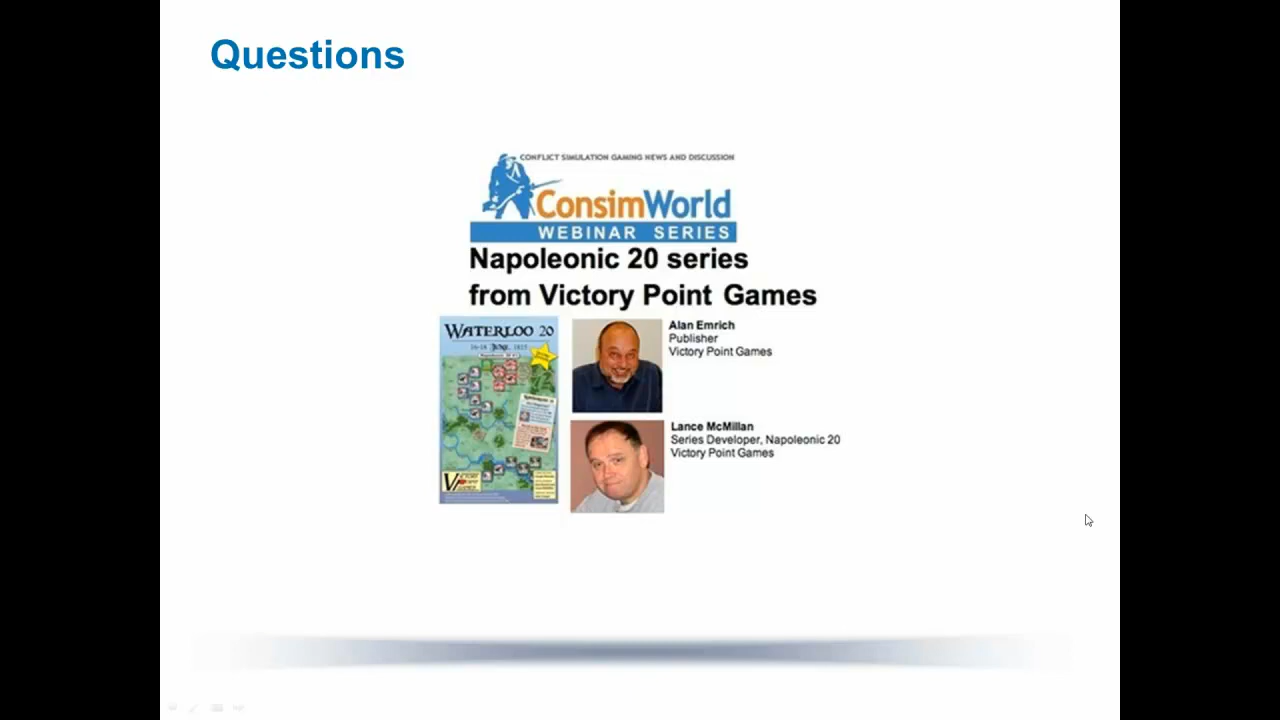 Questions
CONFLICT SIMULATION GAMING NEWS AND DISCUSSION
ConsimWorld
WEBINAR SERIES
Napoleonic 20 series
from Victory Point Games
WATERLOO 20
Alan Emrich
Publisher
Victory Point Games
Lance McMillan
Series Developer, Napoleonic 20
Victory Point Games